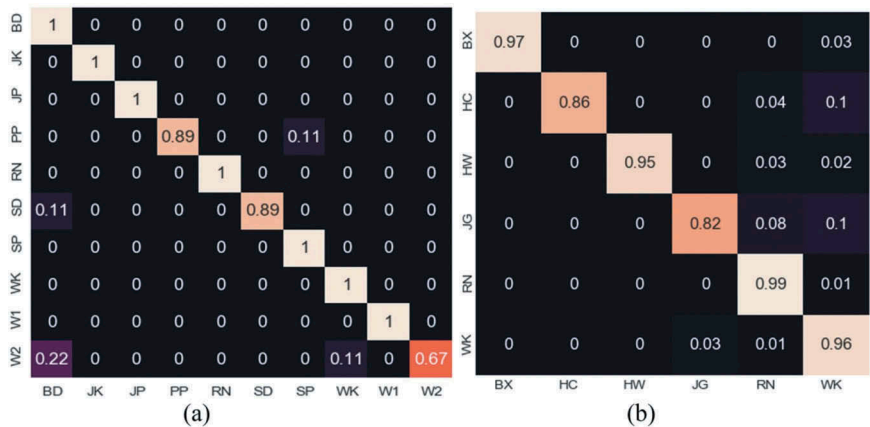 BD 1 0 0 0 0 0 0 0 0 0
JK 0 1 0 0 0 0 0 0 0 0
JP 0 0 1 0 0 0 0 0 0 0
PP 0 0 0 0.89 0 0 0.11 0 0 0
RN 0 0 0 0 1 0 0 0 0 0
SD 0.11 0 0 0 0 0.89 0 0 0 0
SP 0 0 0 0 0 0 1 0 0 0
WK 0 0 0 0 0 0 0 1 0 0
W1 0 0 0 0 0 0 0 0 1 0
W2 0.22 0 0 0 0 0 0 0.11 0 0.67
BD JK JP PP RN SD SP WK W1 W2
(a)
BX 0.97 0 0 0 0 0.03
HC 0 0.86 0 0 0.04 0.1
HW 0 0 0.95 0 0.03 0.02
JG 0 0 0 0.82 0.08 0.1
RN 0 0 0 0 0.99 0.01
WK 0 0 0 0.03 0.01 0.96
BX HC HW JG RN WK
(b)